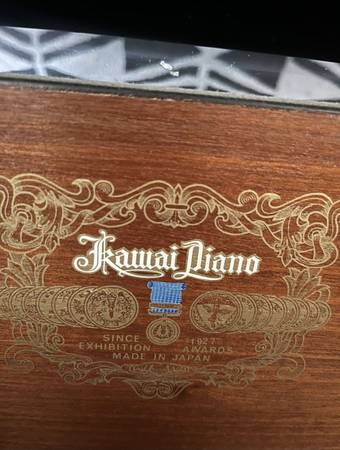 Kawai Piano
SINCE 1927
EXHIBITION AWARDS
MADE IN JAPAN